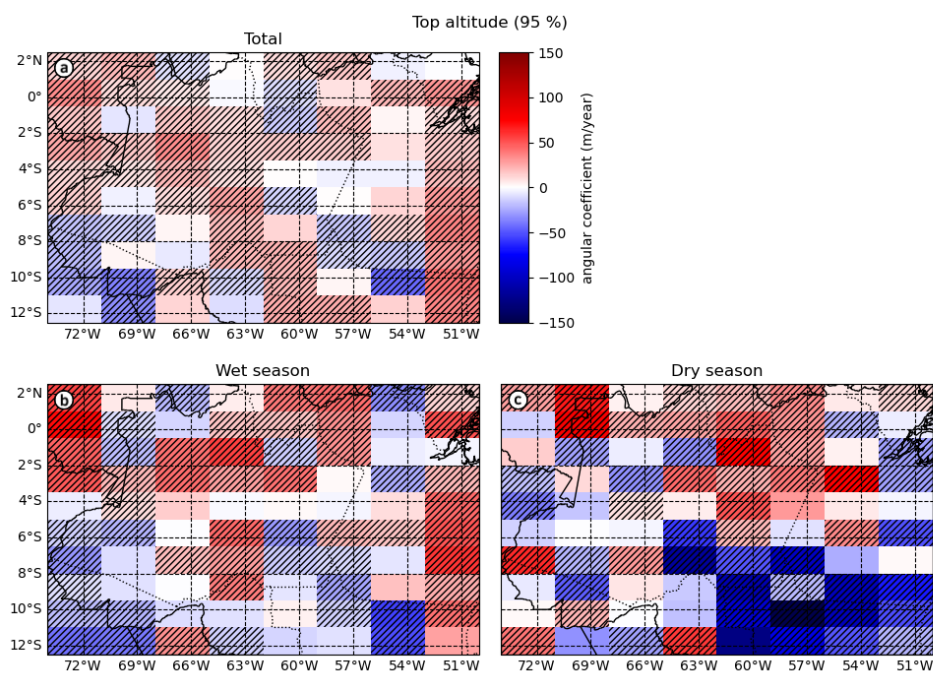 Top altitude (95 %)
Total
a
2°N
0°
2°S
4°S
6°S
8°S
10°S
12°S
72°W 69°W 66°W 63°W 60°W 57°W 54°W 51°W
150
100
50
0
−50
−100
−150
angular coefficient (m/year)
Wet season
b
2°N
0°
2°S
4°S
6°S
8°S
10°S
12°S
72°W 69°W 66°W 63°W 60°W 57°W 54°W 51°W
Dry season
c
72°W 69°W 66°W 63°W 60°W 57°W 54°W 51°W